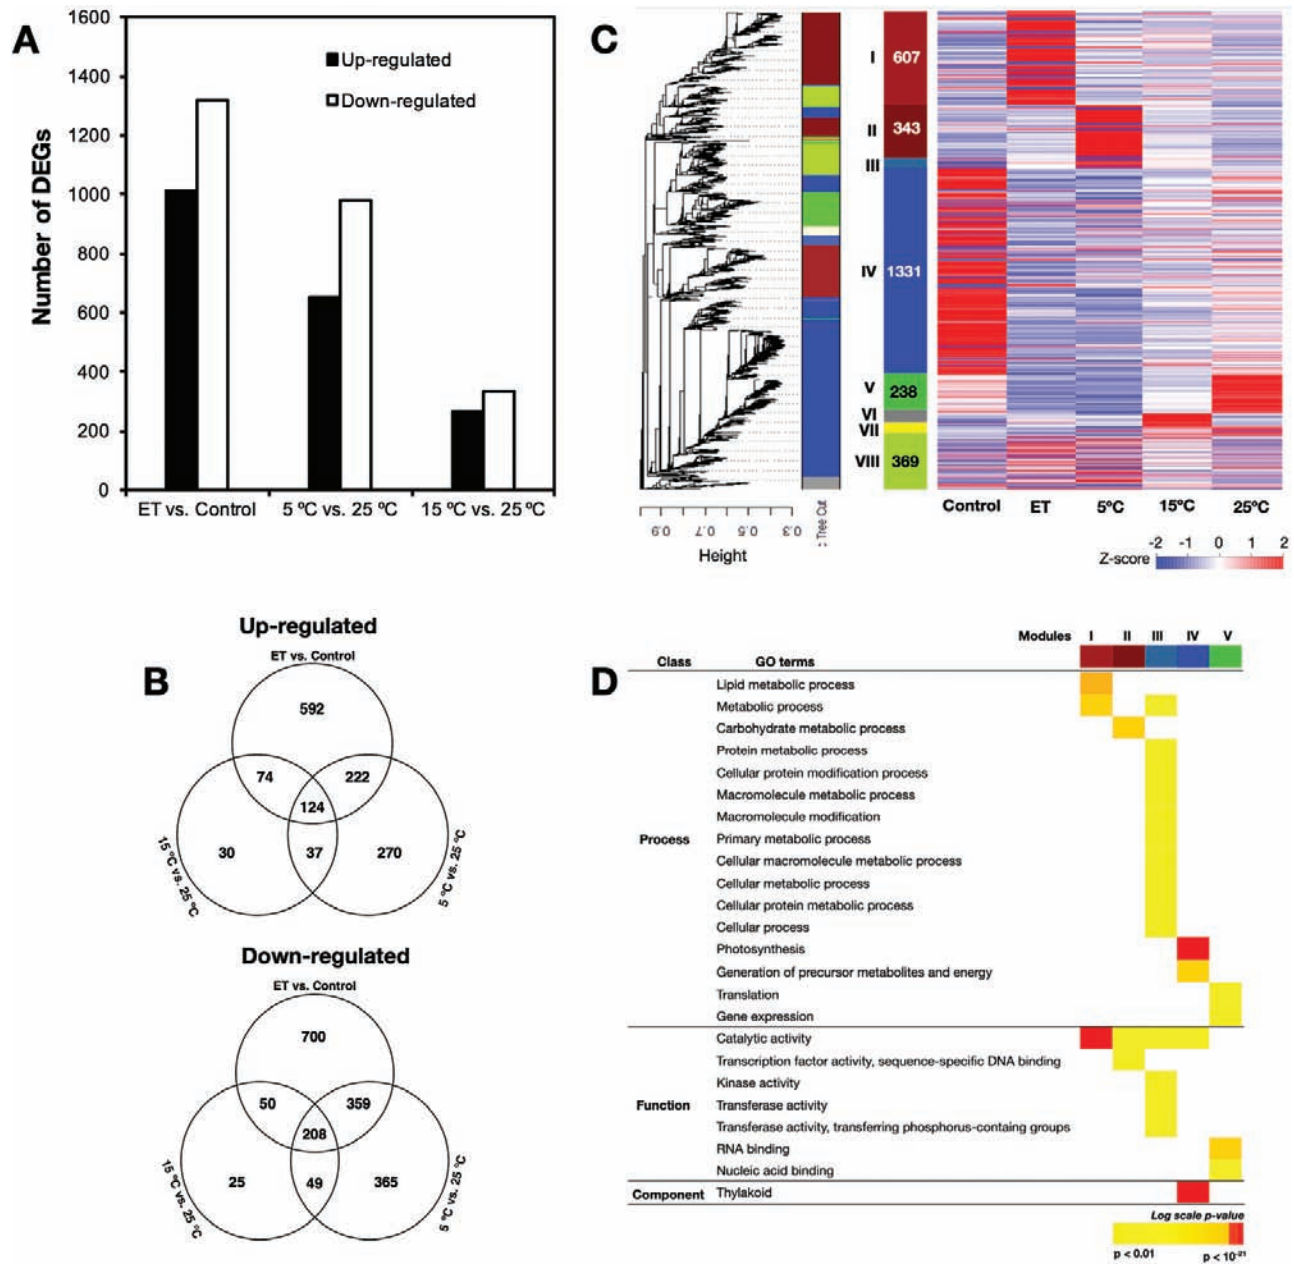 A
1600
1400
1200
1000
800
600
400
200
0
Number of DEGs
Up-regulated
Down-regulated
ET vs. Control
5 ºC vs. 25 ºC
15 ºC vs. 25 ºC
C
I
II
III
IV
V
VI
VII
VIII
607
343
1331
238
369
Control
ET
5ºC
15ºC
25ºC
0.9
0.7
0.5
0.3
Height
: Tree Cut
Z-score
-2 -1 0 1 2
B
Up-regulated
ET vs. Control
592
74
222
124
30
37
270
15 ºC vs. 25 ºC
5 ºC vs. 25 ºC
Down-regulated
ET vs. Control
700
50
359
208
25
49
365
15 ºC vs. 25 ºC
5 ºC vs. 25 ºC
D
Modules I II III IV V
Class GO terms
Lipid metabolic process
Metabolic process
Carbohydrate metabolic process
Protein metabolic process
Cellular protein modification process
Macromolecule metabolic process
Macromolecule modification
Process
Primary metabolic process
Cellular macromolecule metabolic process
Cellular metabolic process
Cellular protein metabolic process
Cellular process
Photosynthesis
Generation of precursor metabolites and energy
Translation
Gene expression
Catalytic activity
Transcription factor activity, sequence-specific DNA binding
Kinase activity
Function
Transferase activity
Transferase activity, transferring phosphorus-containg groups
RNA binding
Nucleic acid binding
Component Thylakoid
Log scale p-value
p < 0.01
p < 10⁻²¹